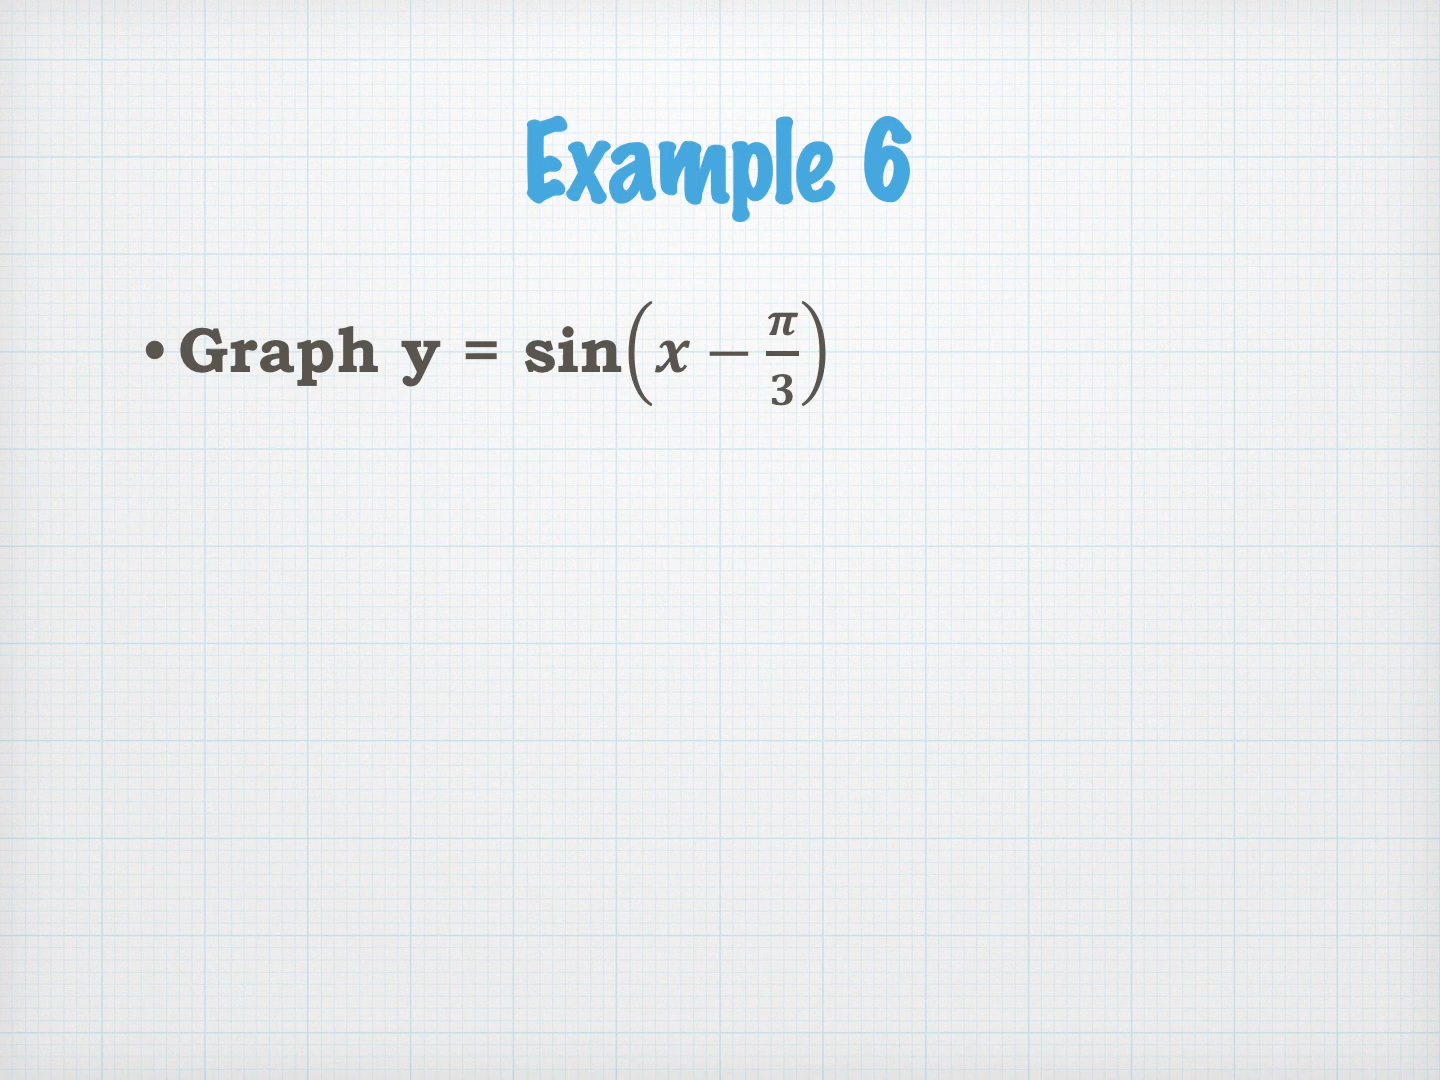 Example 6
• Graph y = sin(x − π/3)